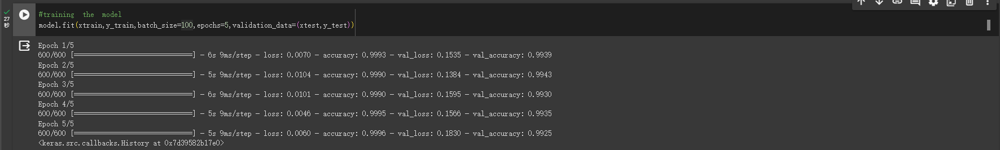 27
秒
#training the model
model.fit(xtrain,y_train,batch_size=100,epochs=5,validation_data=(xtest,y_test))
Epoch 1/5
600/600 [==============================] - 6s 9ms/step - loss: 0.0070 - accuracy: 0.9993 - val_loss: 0.1535 - val_accuracy: 0.9939
Epoch 2/5
600/600 [==============================] - 5s 9ms/step - loss: 0.0104 - accuracy: 0.9990 - val_loss: 0.1384 - val_accuracy: 0.9943
Epoch 3/5
600/600 [==============================] - 6s 9ms/step - loss: 0.0101 - accuracy: 0.9990 - val_loss: 0.1595 - val_accuracy: 0.9930
Epoch 4/5
600/600 [==============================] - 5s 9ms/step - loss: 0.0046 - accuracy: 0.9995 - val_loss: 0.1566 - val_accuracy: 0.9935
Epoch 5/5
600/600 [==============================] - 5s 9ms/step - loss: 0.0060 - accuracy: 0.9996 - val_loss: 0.1830 - val_accuracy: 0.9925
<keras.src.callbacks.History at 0x7d39582b17e0>